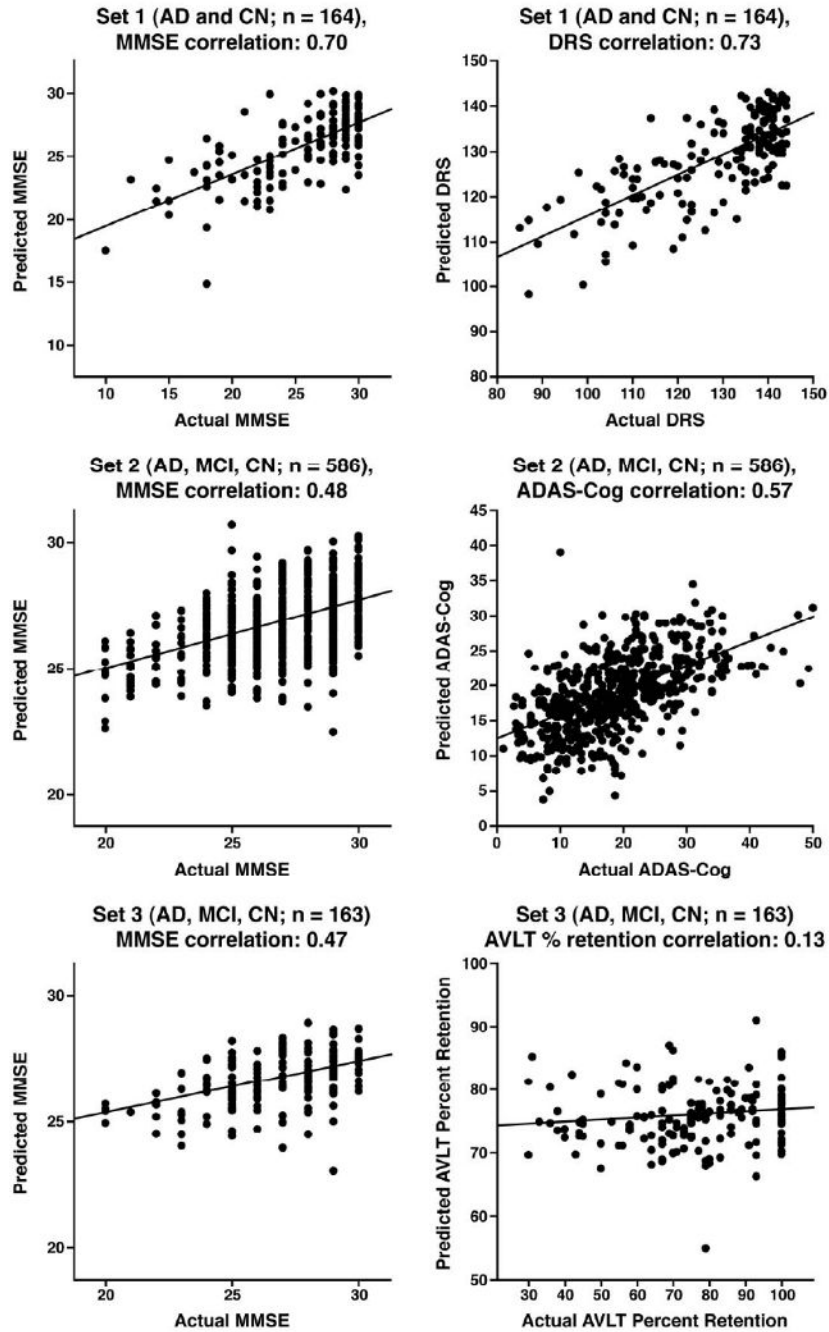 Set 1 (AD and CN; n = 164),
MMSE correlation: 0.70
30
25
20
15
10
Predicted MMSE
10 15 20 25 30
Actual MMSE
Set 1 (AD and CN; n = 164),
DRS correlation: 0.73
150
140
130
120
110
100
90
80
Predicted DRS
80 90 100 110 120 130 140 150
Actual DRS
Set 2 (AD, MCI, CN; n = 586),
MMSE correlation: 0.48
30
25
20
Predicted MMSE
20 25 30
Actual MMSE
Set 2 (AD, MCI, CN; n = 586),
ADAS-Cog correlation: 0.57
45
40
35
30
25
20
15
10
5
0
Predicted ADAS-Cog
0 10 20 30 40 50
Actual ADAS-Cog
Set 3 (AD, MCI, CN; n = 163)
MMSE correlation: 0.47
30
25
20
Predicted MMSE
20 25 30
Actual MMSE
Set 3 (AD, MCI, CN; n = 163)
AVLT % retention correlation: 0.13
100
90
80
70
60
50
Predicted AVLT Percent Retention
30 40 50 60 70 80 90 100
Actual AVLT Percent Retention